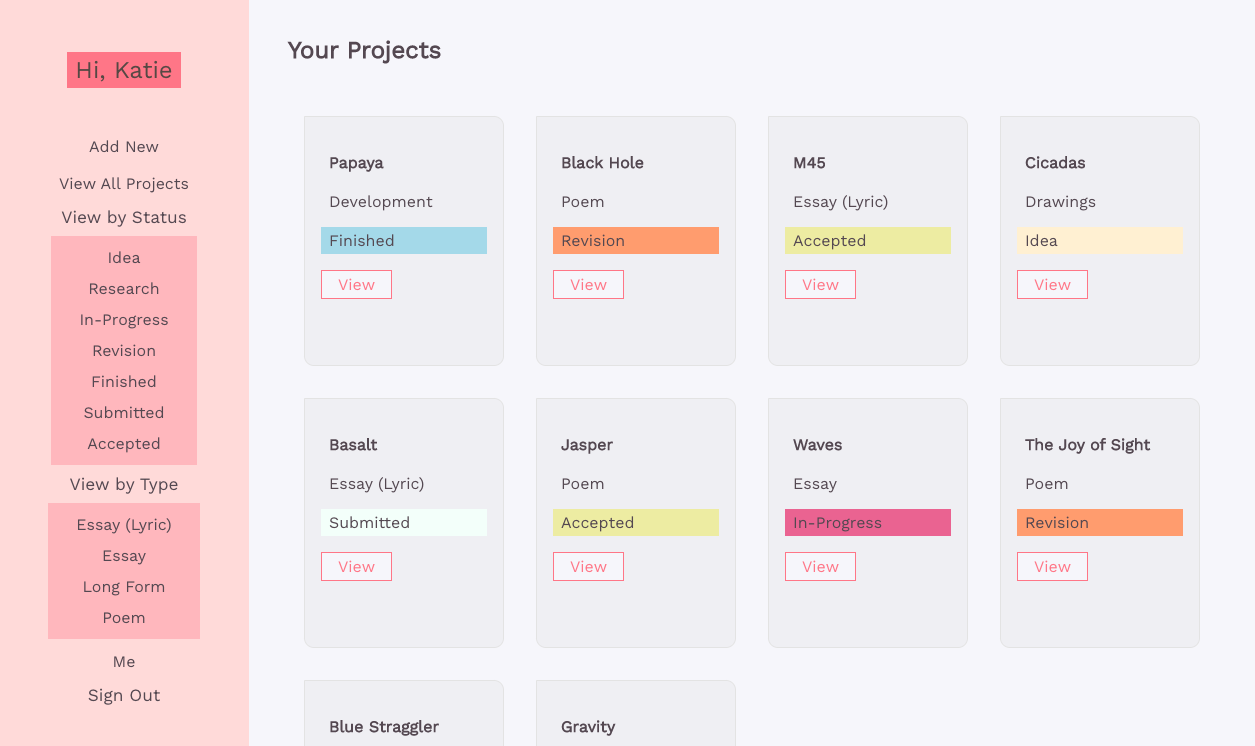 Hi, Katie
Add New
View All Projects
View by Status
Idea
Research
In-Progress
Revision
Finished
Submitted
Accepted
View by Type
Essay (Lyric)
Essay
Long Form
Poem
Me
Sign Out
Your Projects
Papaya
Development
Finished
View
Black Hole
Poem
Revision
View
M45
Essay (Lyric)
Accepted
View
Cicadas
Drawings
Idea
View
Basalt
Essay (Lyric)
Submitted
View
Jasper
Poem
Accepted
View
Waves
Essay
In-Progress
View
The Joy of Sight
Poem
Revision
View
Blue Straggler
Gravity